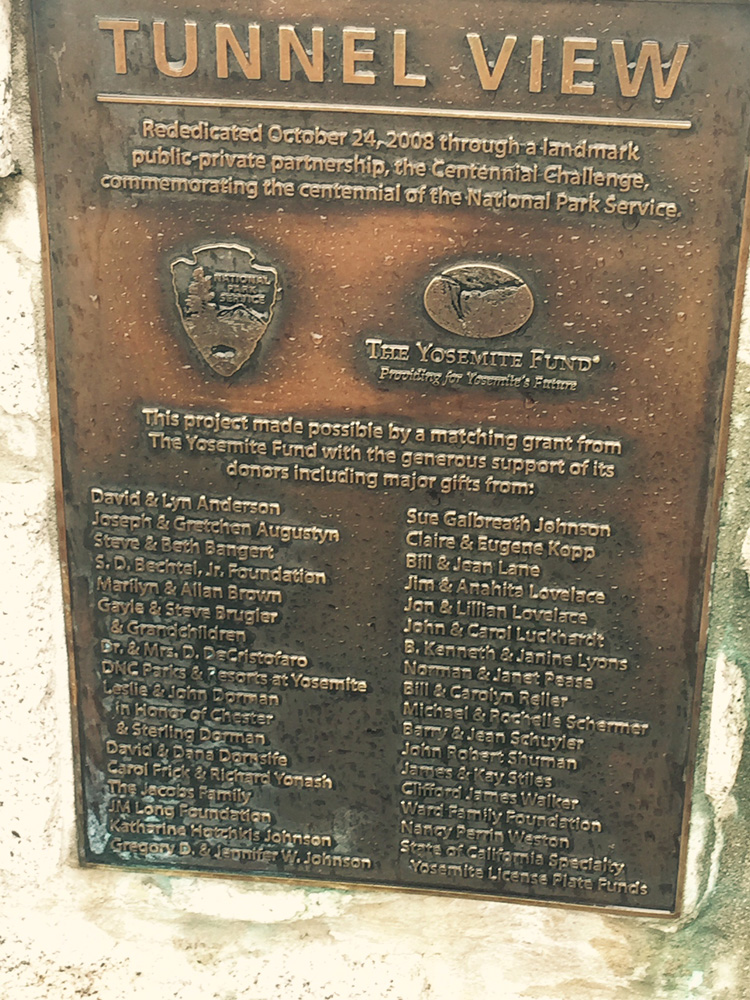 TUNNEL VIEW
Rededicated October 24, 2008 through a landmark
public-private partnership, the Centennial Challenge,
commemorating the centennial of the National Park Service.
NATIONAL
PARK
SERVICE
THE YOSEMITE FUND®
Providing for Yosemite's Future
This project made possible by a matching grant from
The Yosemite Fund with the generous support of its
donors including major gifts from:
David & Lyn Anderson
Joseph & Gretchen Augustyn
Steve & Beth Bangert
S. D. Bechtel, Jr. Foundation
Marilyn & Allan Brown
Gayle & Steve Brugler
& Grandchildren
Dr. & Mrs. D. DeCristofaro
DNC Parks & Resorts at Yosemite
Leslie & John Dorman
in Honor of Chester
& Sterling Dorman
David & Dana Dornsife
Carol Frick & Richard Yonash
The Jacobs Family
JM Long Foundation
Katharine Hotchkis Johnson
Gregory D. & Jennifer W. Johnson
Sue Galbreath Johnson
Claire & Eugene Kopp
Bill & Jean Lane
Jim & Anahita Lovelace
Jon & Lillian Lovelace
John & Carol Luckhardt
B. Kenneth & Janine Lyons
Norman & Janet Pease
Bill & Carolyn Reller
Michael & Rochelle Schermer
Barry & Jean Schuyler
John Robert Shuman
James & Kay Stiles
Clifford James Walker
Ward Family Foundation
Nancy Perrin Weston
State of California Specialty
Yosemite License Plate Funds